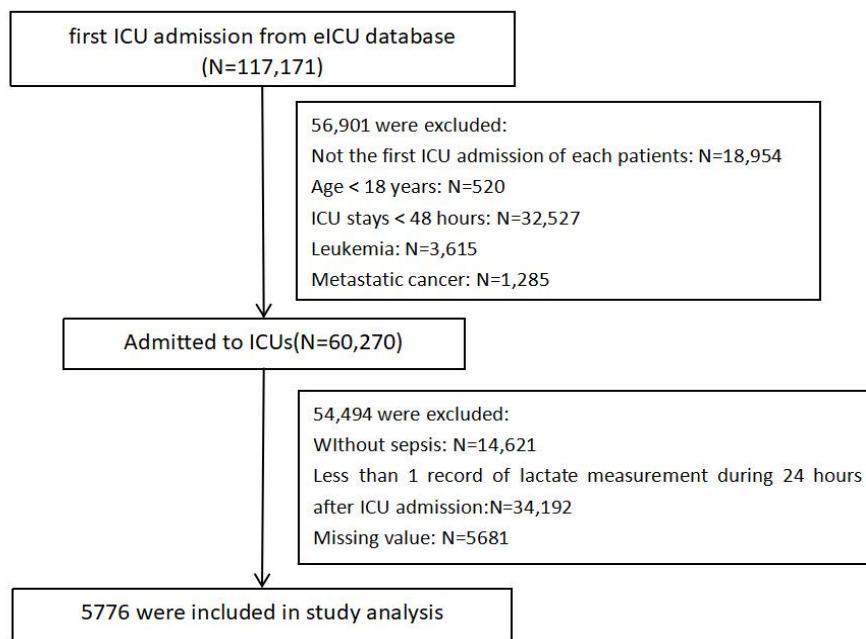 first ICU admission from eICU database
(N=117,171)
56,901 were excluded:
Not the first ICU admission of each patients: N=18,954
Age < 18 years: N=520
ICU stays < 48 hours: N=32,527
Leukemia: N=3,615
Metastatic cancer: N=1,285
Admitted to ICUs(N=60,270)
54,494 were excluded:
WIthout sepsis: N=14,621
Less than 1 record of lactate measurement during 24 hours
after ICU admission:N=34,192
Missing value: N=5681
5776 were included in study analysis